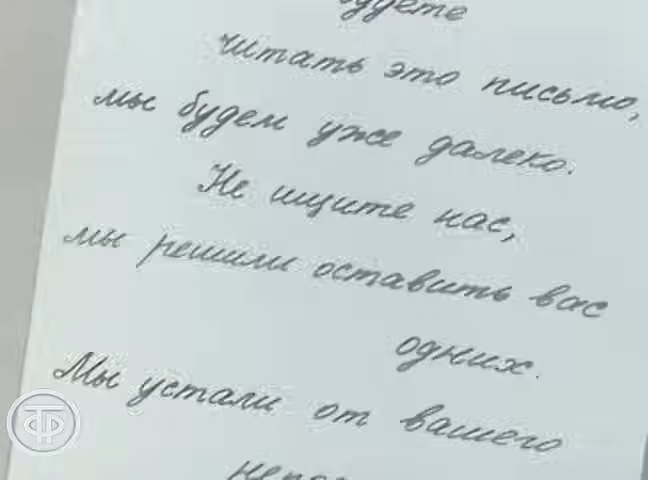 будете
читать это письмо,
мы будем уже далеко.
Не ищите нас,
мы решили оставить вас
одних.
Мы устали от вашего